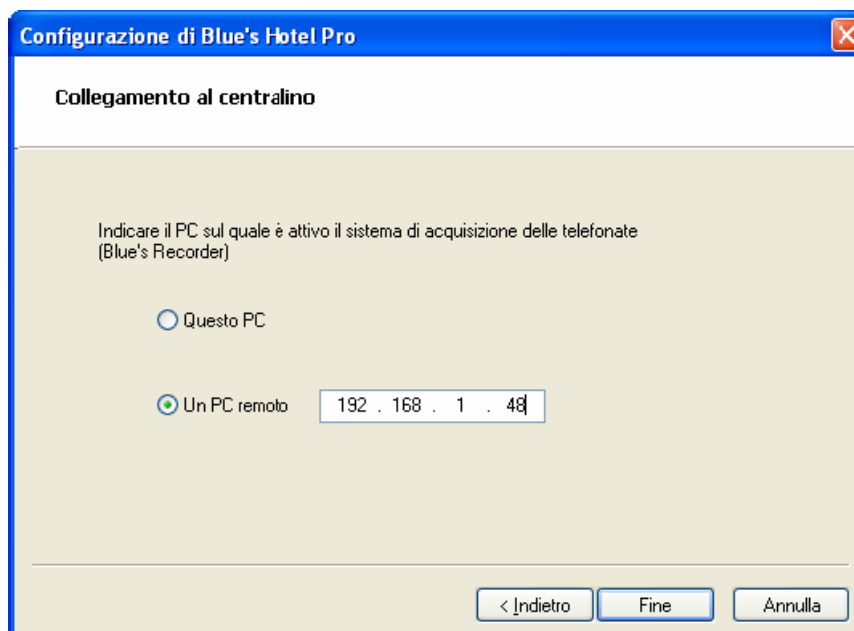 Configurazione di Blue's Hotel Pro
Collegamento al centralino
Indicare il PC sul quale è attivo il sistema di acquisizione delle telefonate
(Blue's Recorder)
Questo PC
Un PC remoto 192 . 168 . 1 . 48
< Indietro Fine Annulla